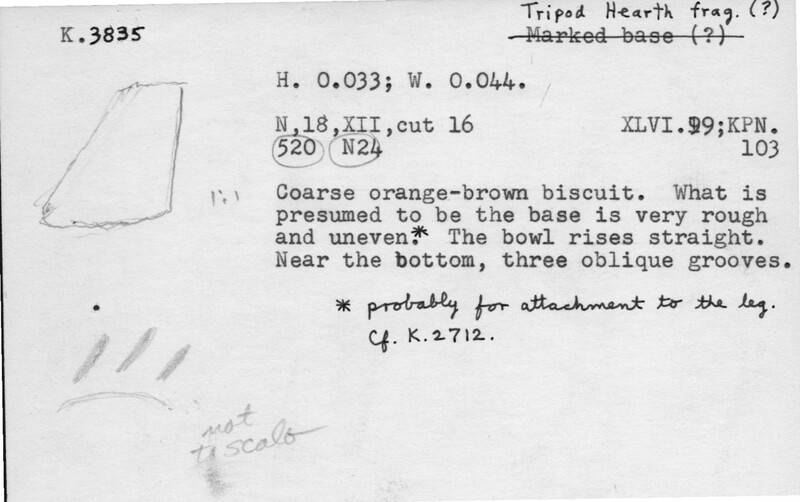 Tripod Hearth frag. (?)
K.3835 Marked base (?)
H. 0.033; W. 0.044.
N,18,XII,cut 16 XLVI.99;KPN.
520 N24 103
1:1
Coarse orange-brown biscuit. What is
presumed to be the base is very rough
and uneven.* The bowl rises straight.
Near the bottom, three oblique grooves.
* probably for attachment to the leg.
Cf. K.2712.
not
to scale